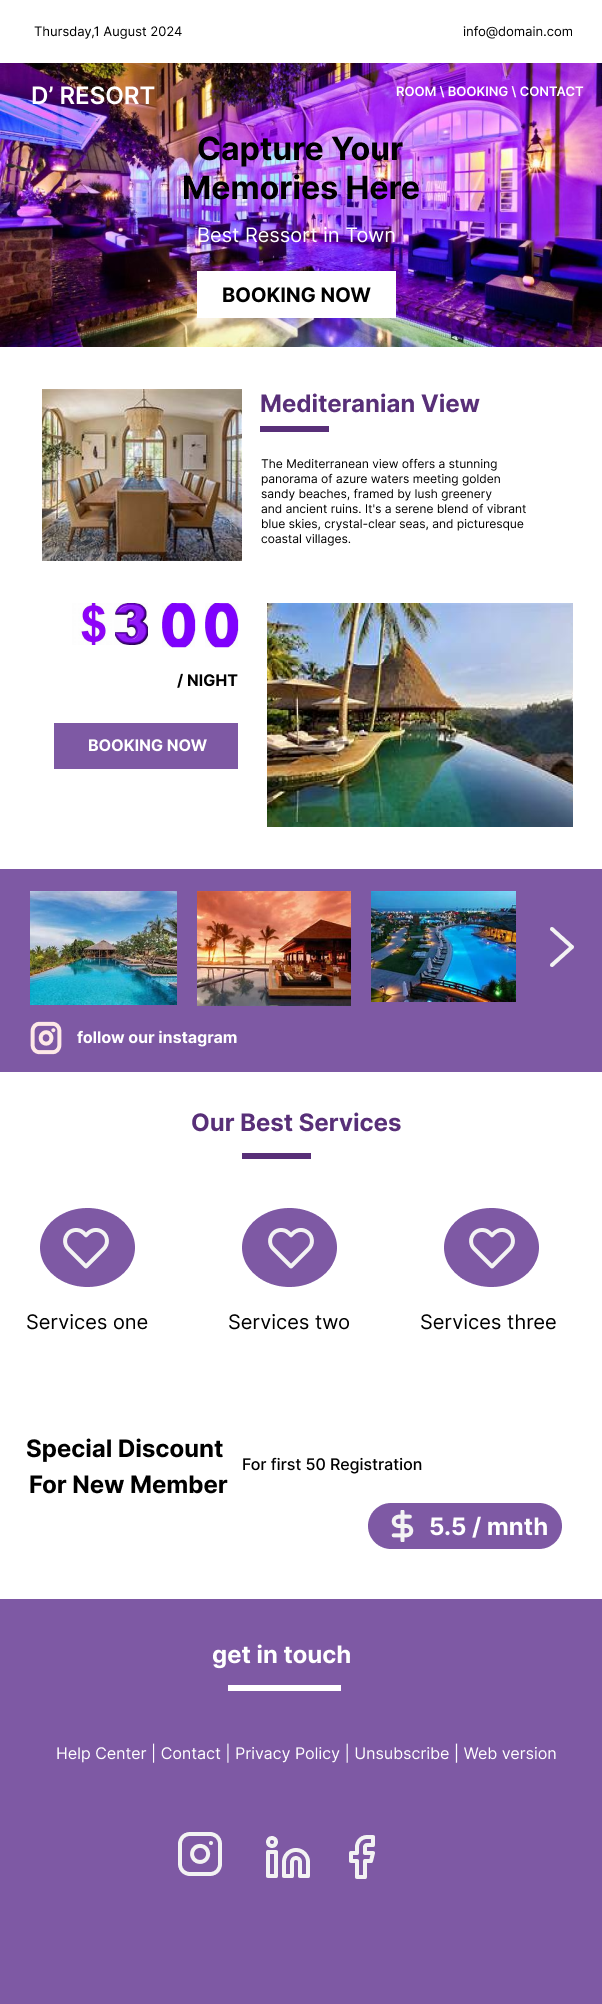 Thursday,1 August 2024
info@domain.com
D’ RESORT
ROOM \ BOOKING \ CONTACT
Capture Your
Memories Here
Best Ressort in Town
BOOKING NOW
Mediteranian View
The Mediterranean view offers a stunning
panorama of azure waters meeting golden
sandy beaches, framed by lush greenery
and ancient ruins. It's a serene blend of vibrant
blue skies, crystal-clear seas, and picturesque
coastal villages.
$300
/ NIGHT
BOOKING NOW
follow our instagram
Our Best Services
Services one
Services two
Services three
Special Discount
For New Member
For first 50 Registration
$ 5.5 / mnth
get in touch
Help Center | Contact | Privacy Policy | Unsubscribe | Web version